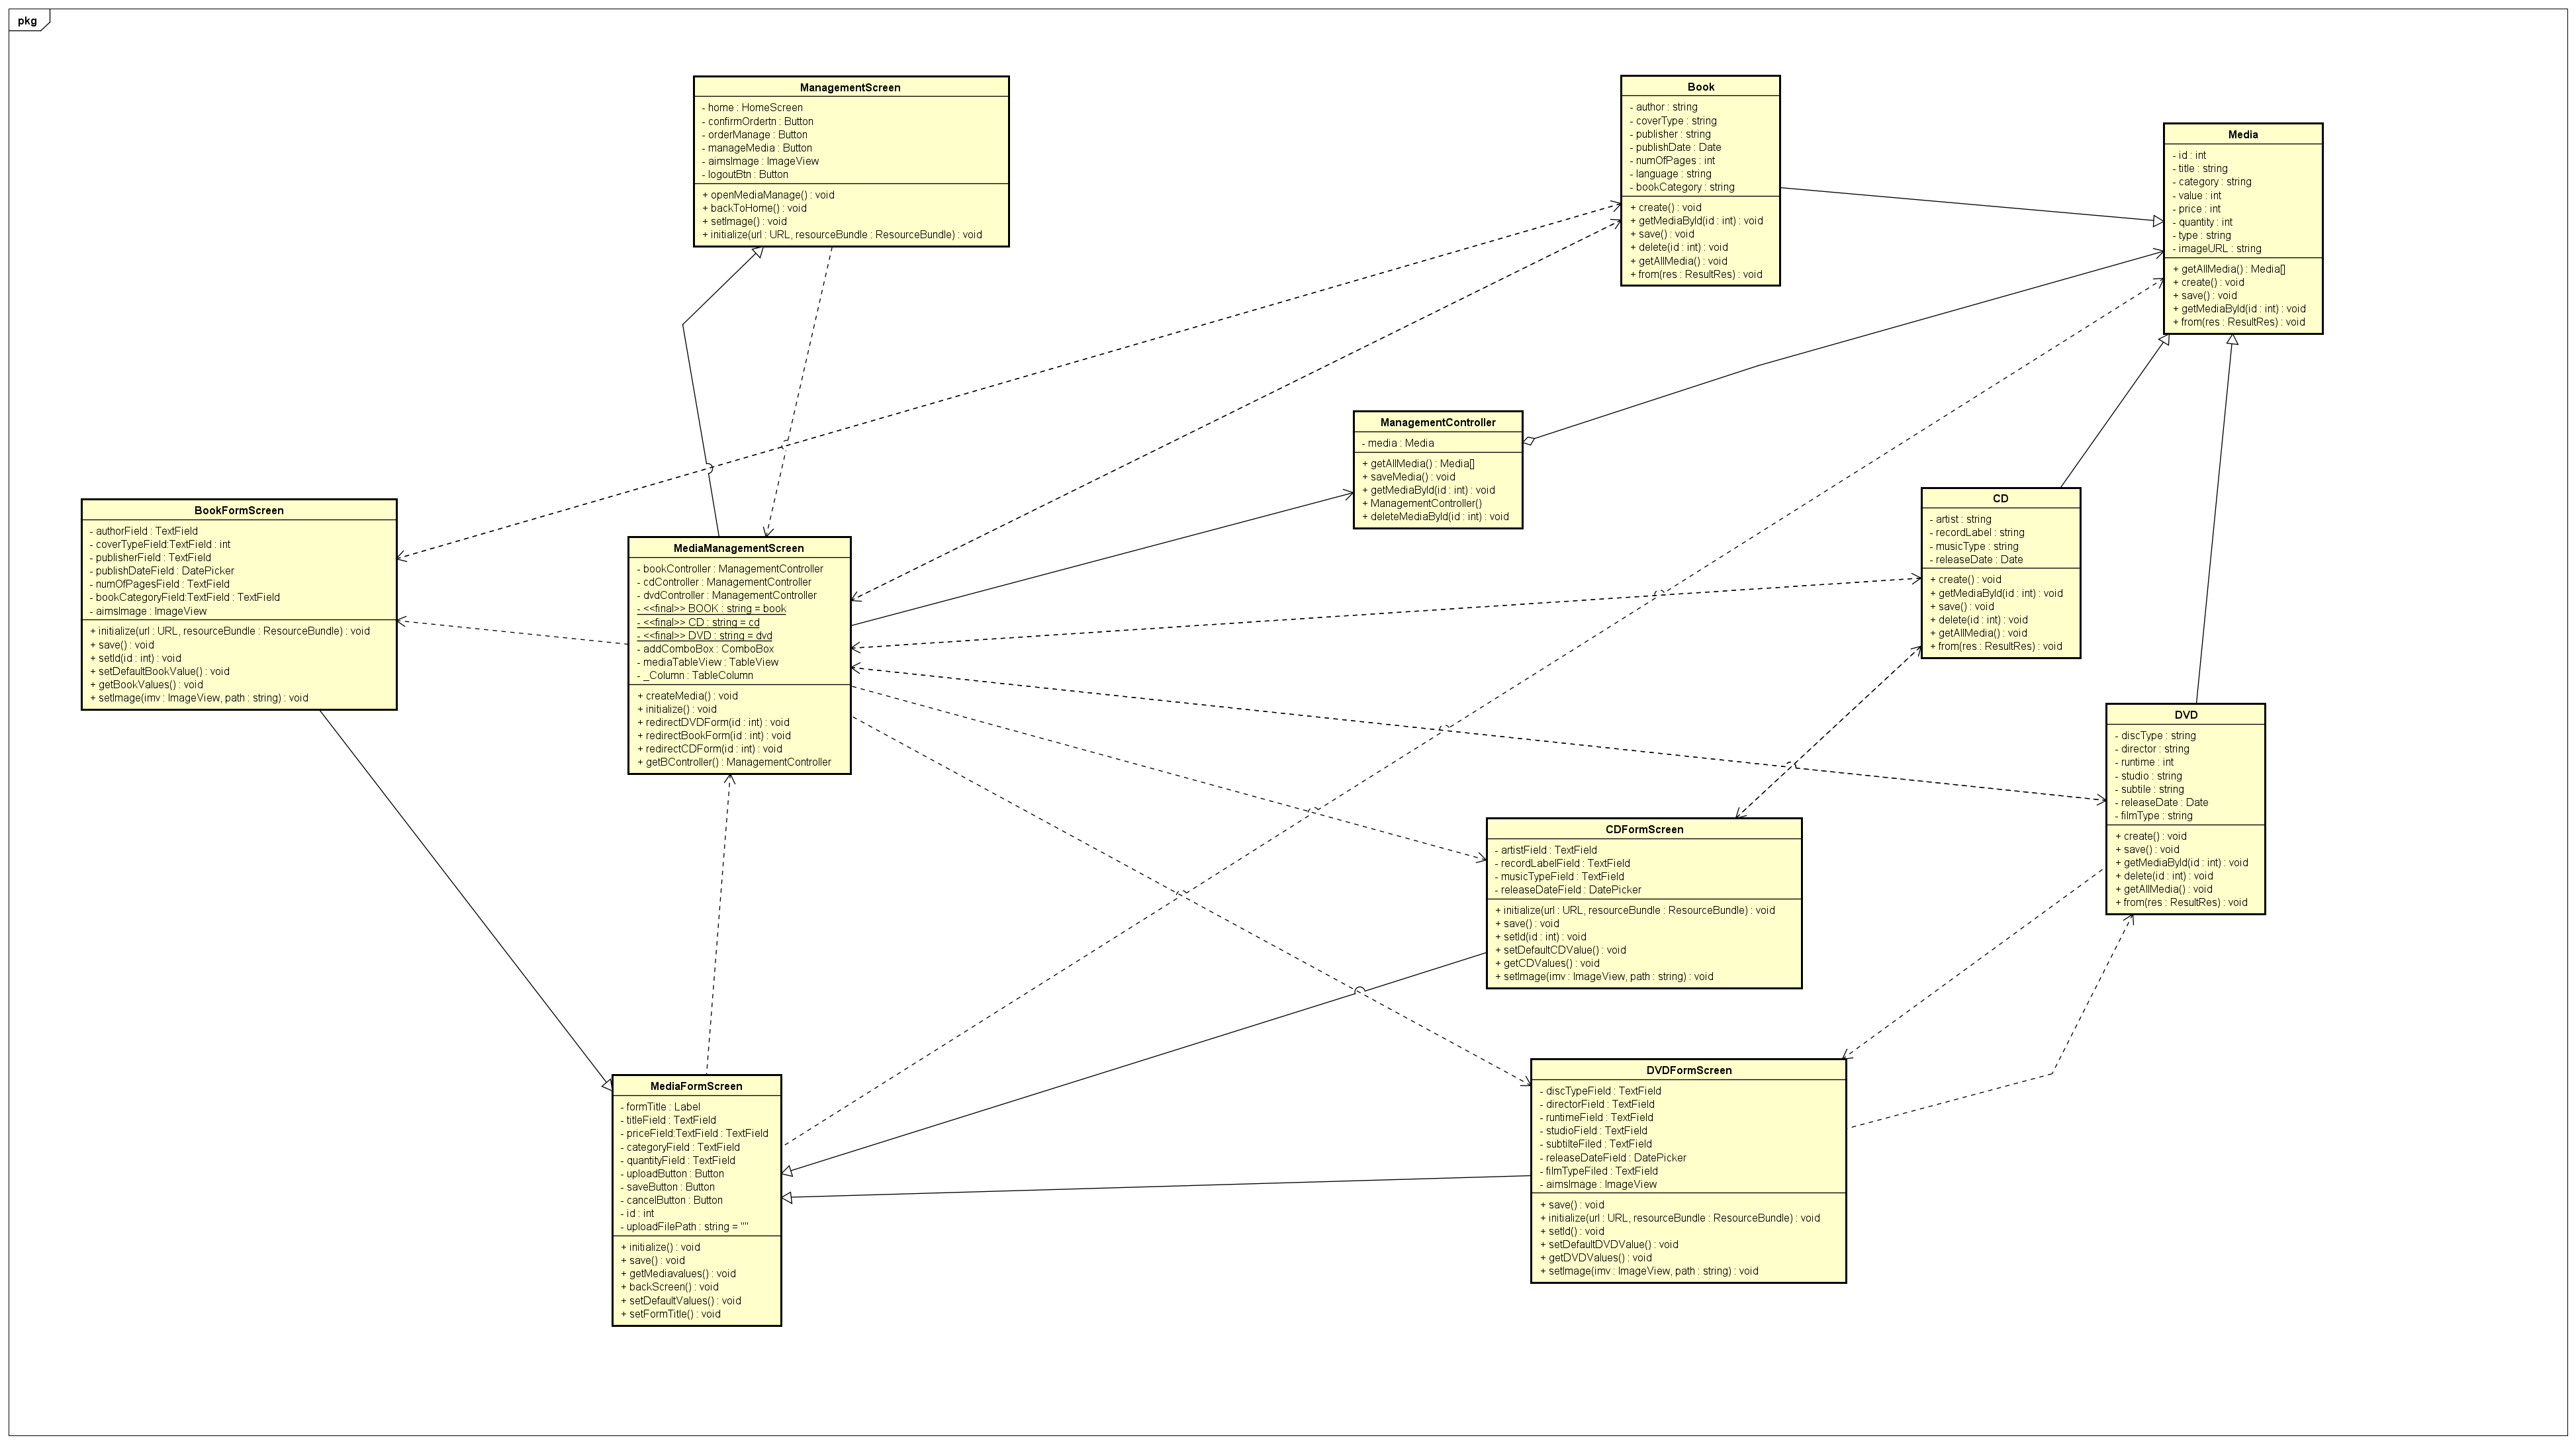 pkg
ManagementScreen
- home : HomeScreen
- confirmOrdertn : Button
- orderManage : Button
- manageMedia : Button
- aimsImage : ImageView
- logoutBtn : Button
+ openMediaManage() : void
+ backToHome() : void
+ setImage() : void
+ initialize(url : URL, resourceBundle : ResourceBundle) : void
Book
- author : string
- coverType : string
- publisher : string
- publishDate : Date
- numOfPages : int
- language : string
- bookCategory : string
+ create() : void
+ getMediaById(id : int) : void
+ save() : void
+ delete(id : int) : void
+ getAllMedia() : void
+ from(res : ResultRes) : void
Media
- id : int
- title : string
- category : string
- value : int
- price : int
- quantity : int
- type : string
- imageURL : string
+ getAllMedia() : Media[]
+ create() : void
+ save() : void
+ getMediaById(id : int) : void
+ from(res : ResultRes) : void
ManagementController
- media : Media
+ getAllMedia() : Media[]
+ saveMedia() : void
+ getMediaById(id : int) : void
+ ManagementController()
+ deleteMediaById(id : int) : void
BookFormScreen
- authorField : TextField
- coverTypeField:TextField : int
- publisherField : TextField
- publishDateField : DatePicker
- numOfPagesField : TextField
- bookCategoryField:TextField : TextField
- aimsImage : ImageView
+ initialize(url : URL, resourceBundle : ResourceBundle) : void
+ save() : void
+ setId(id : int) : void
+ setDefaultBookValue() : void
+ getBookValues() : void
+ setImage(imv : ImageView, path : string) : void
MediaManagementScreen
- bookController : ManagementController
- cdController : ManagementController
- dvdController : ManagementController
- <<final>> BOOK : string = book
- <<final>> CD : string = cd
- <<final>> DVD : string = dvd
- addComboBox : ComboBox
- mediaTableView : TableView
- _Column : TableColumn
+ createMedia() : void
+ initialize() : void
+ redirectDVDForm(id : int) : void
+ redirectBookForm(id : int) : void
+ redirectCDForm(id : int) : void
+ getBController() : ManagementController
CD
- artist : string
- recordLabel : string
- musicType : string
- releaseDate : Date
+ create() : void
+ getMediaById(id : int) : void
+ save() : void
+ delete(id : int) : void
+ getAllMedia() : void
+ from(res : ResultRes) : void
DVD
- discType : string
- director : string
- runtime : int
- studio : string
- subtile : string
- releaseDate : Date
- filmType : string
+ create() : void
+ save() : void
+ getMediaById(id : int) : void
+ delete(id : int) : void
+ getAllMedia() : void
+ from(res : ResultRes) : void
CDFormScreen
- artistField : TextField
- recordLabelField : TextField
- musicTypeField : TextField
- releaseDateField : DatePicker
+ initialize(url : URL, resourceBundle : ResourceBundle) : void
+ save() : void
+ setId(id : int) : void
+ setDefaultCDValue() : void
+ getCDValues() : void
+ setImage(imv : ImageView, path : string) : void
MediaFormScreen
- formTitle : Label
- titleField : TextField
- priceField:TextField : TextField
- categoryField : TextField
- quantityField : TextField
- uploadButton : Button
- saveButton : Button
- cancelButton : Button
- id : int
- uploadFilePath : string = ""
+ initialize() : void
+ save() : void
+ getMediavalues() : void
+ backScreen() : void
+ setDefaultValues() : void
+ setFormTitle() : void
DVDFormScreen
- discTypeField : TextField
- directorField : TextField
- runtimeField : TextField
- studioField : TextField
- subtilteFiled : TextField
- releaseDateField : DatePicker
- filmTypeFiled : TextField
- aimsImage : ImageView
+ save() : void
+ initialize(url : URL, resourceBundle : ResourceBundle) : void
+ setId() : void
+ setDefaultDVDValue() : void
+ getDVDValues() : void
+ setImage(imv : ImageView, path : string) : void